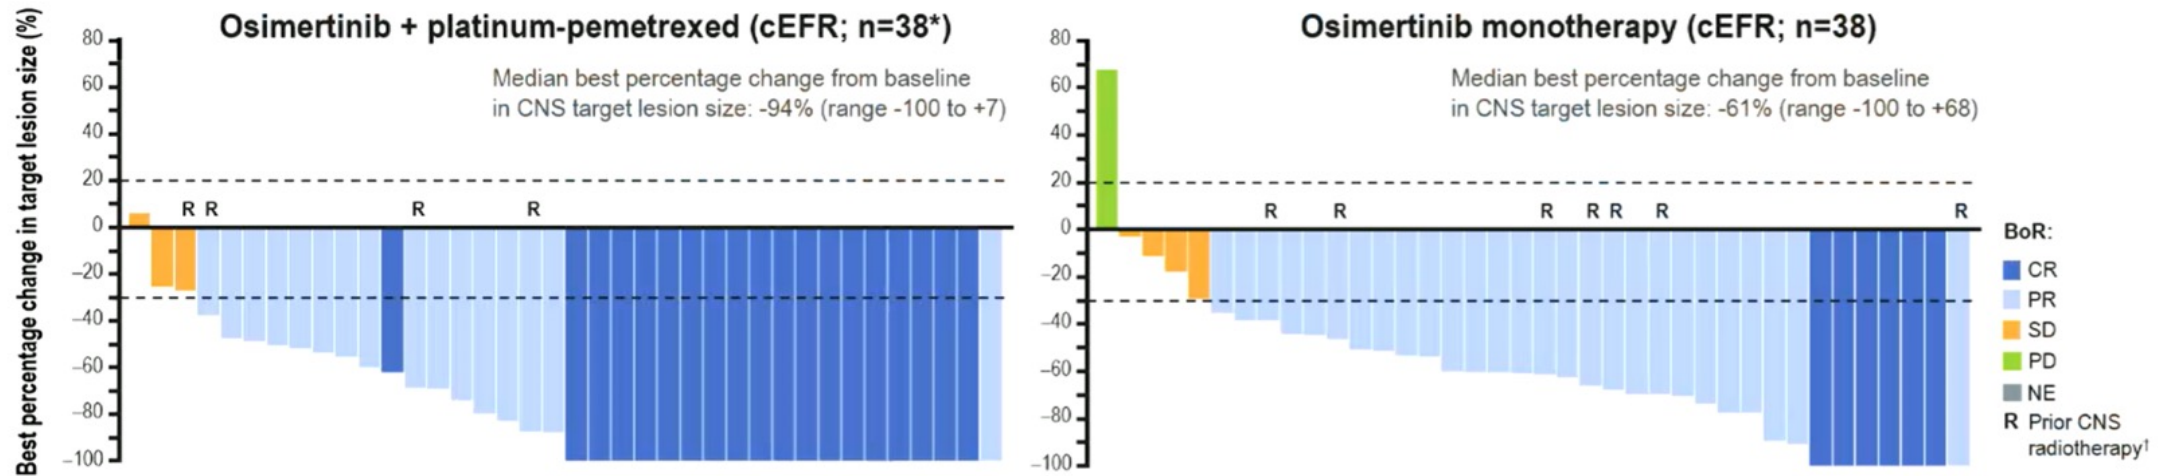 Osimertinib + platinum-pemetrexed (cEFR; n=38*)
Median best percentage change from baseline
in CNS target lesion size: -94% (range -100 to +7)
Best percentage change in target lesion size (%)
80
60
40
20
0
–20
–40
–60
–80
–100
R R R R
Osimertinib monotherapy (cEFR; n=38)
Median best percentage change from baseline
in CNS target lesion size: -61% (range -100 to +68)
80
60
40
20
0
–20
–40
–60
–80
–100
R R R R R R R
BoR:
CR
PR
SD
PD
NE
R Prior CNS
radiotherapy†